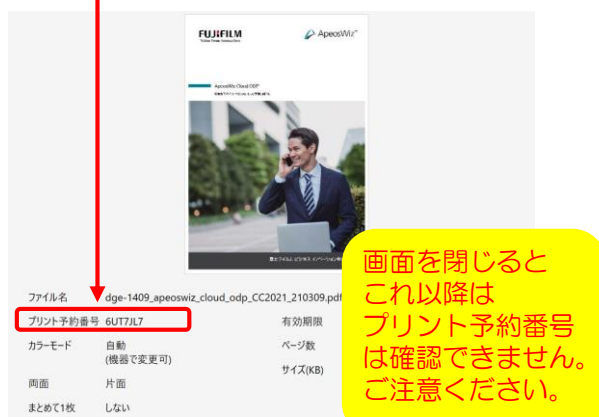 FUJIFILM
ApeosWiz
ApeosWiz Cloud ODP
ファイル名 dge-1409_apeoswiz_cloud_odp_CC2021_210309.pdf
プリント予約番号 6UT7JL7
有効期限
カラーモード 自動
(機器で変更可)
ページ数
サイズ(KB)
両面 片面
まとめて1枚 しない
画面を閉じると
これ以降は
プリント予約番号
は確認できません。
ご注意ください。